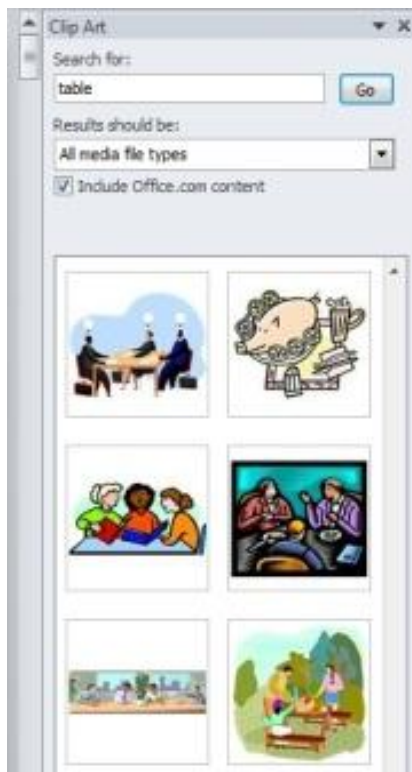 Clip Art
Search for:
table
Go
Results should be:
All media file types
Include Office.com content